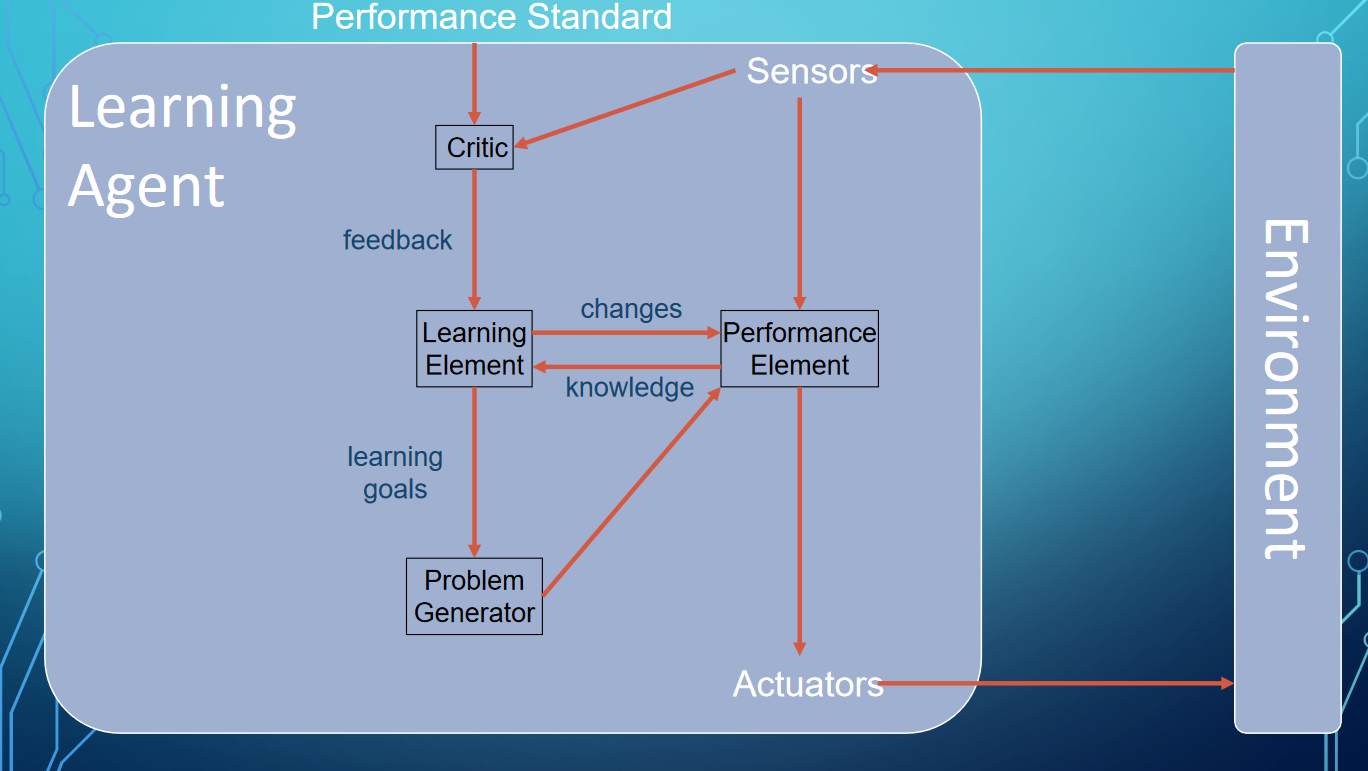 Performance Standard
Learning
Agent
Sensors
Critic
feedback
changes
Learning
Element
Performance
Element
knowledge
learning
goals
Problem
Generator
Actuators
Environment